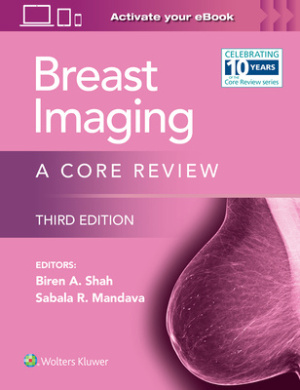 Activate your eBook
CELEBRATING
10 YEARS
OF THE
Core Review series
Breast
Imaging
A CORE REVIEW
THIRD EDITION
EDITORS:
Biren A. Shah
Sabala R. Mandava
Wolters Kluwer